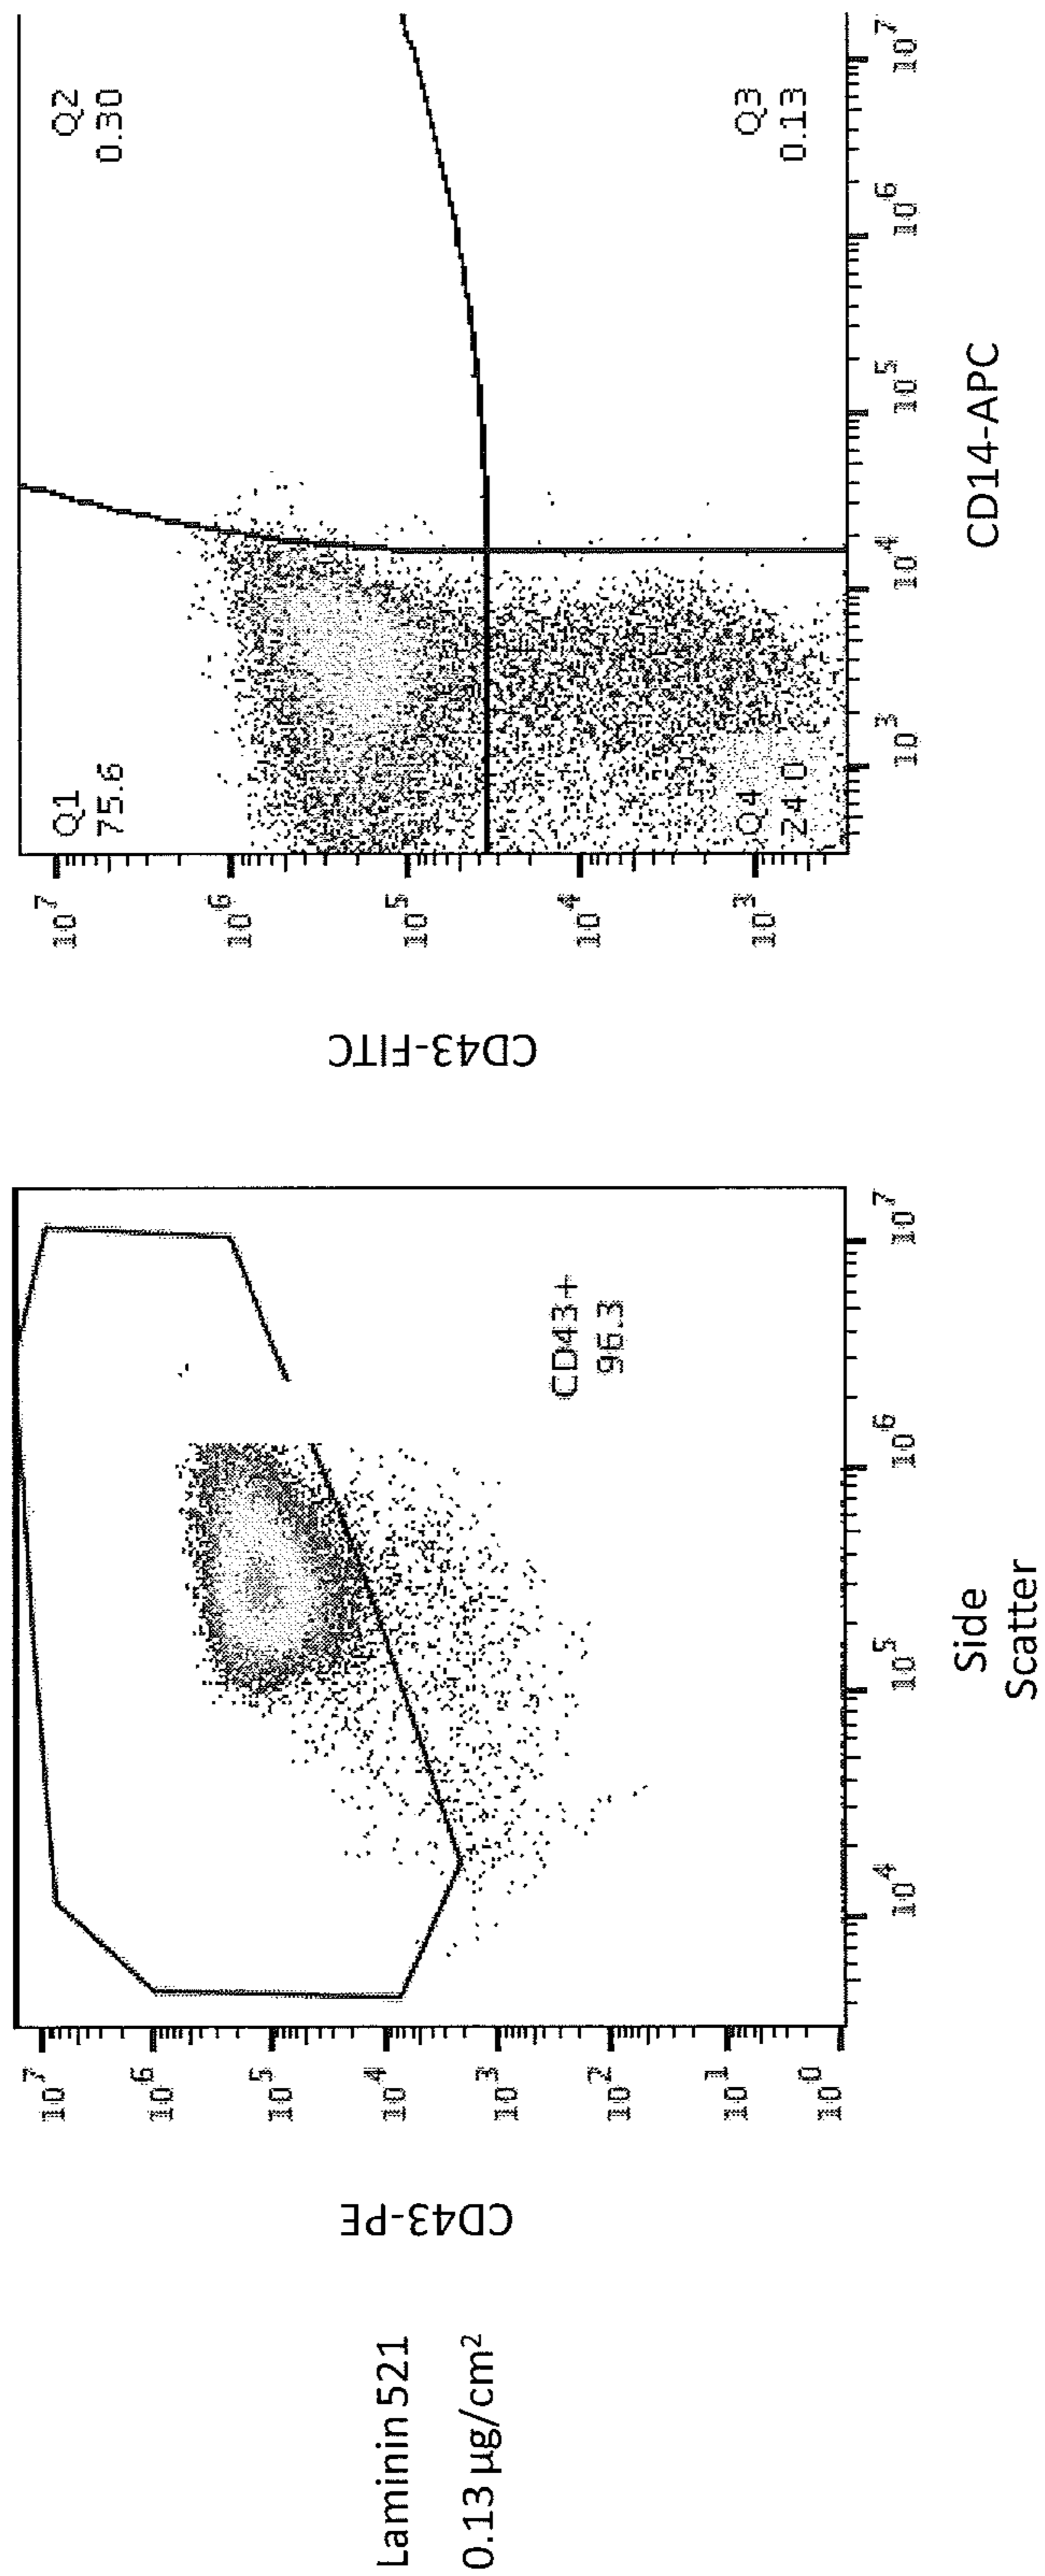 Laminin 521
0.13 µg/cm²
CD43-PE
10⁷
10⁶
10⁵
10⁴
10³
10²
10¹
10⁰
CD43+
96.3
10⁴
10⁵
10⁶
10⁷
Side
Scatter
CD43-FITC
10⁷
10⁶
10⁵
10⁴
10³
Q1
75.6
Q2
0.30
Q4
24.0
Q3
0.13
10³
10⁴
10⁵
10⁶
10⁷
CD14-APC